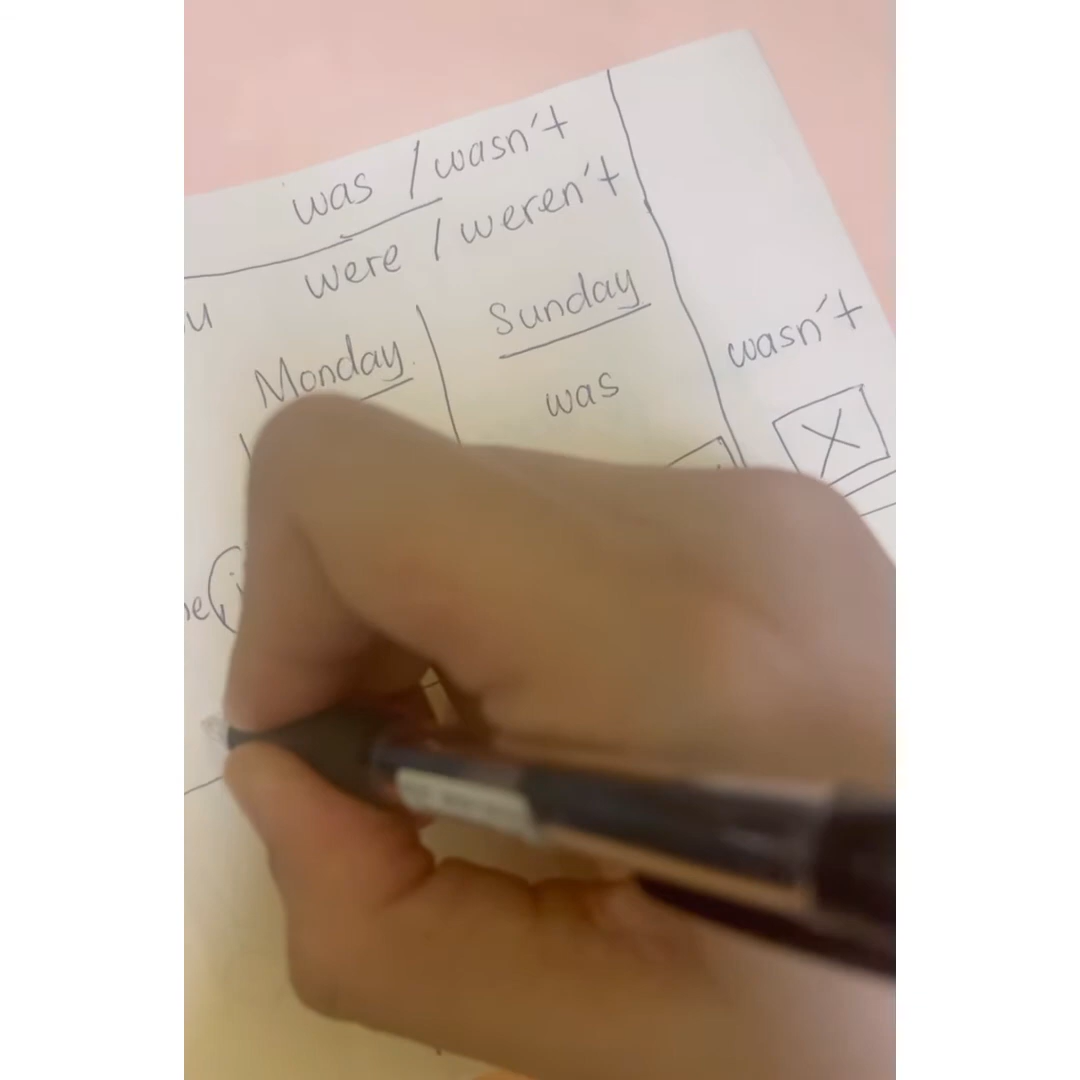 was / wasn't
were / weren't
Monday
Sunday
was
wasn't